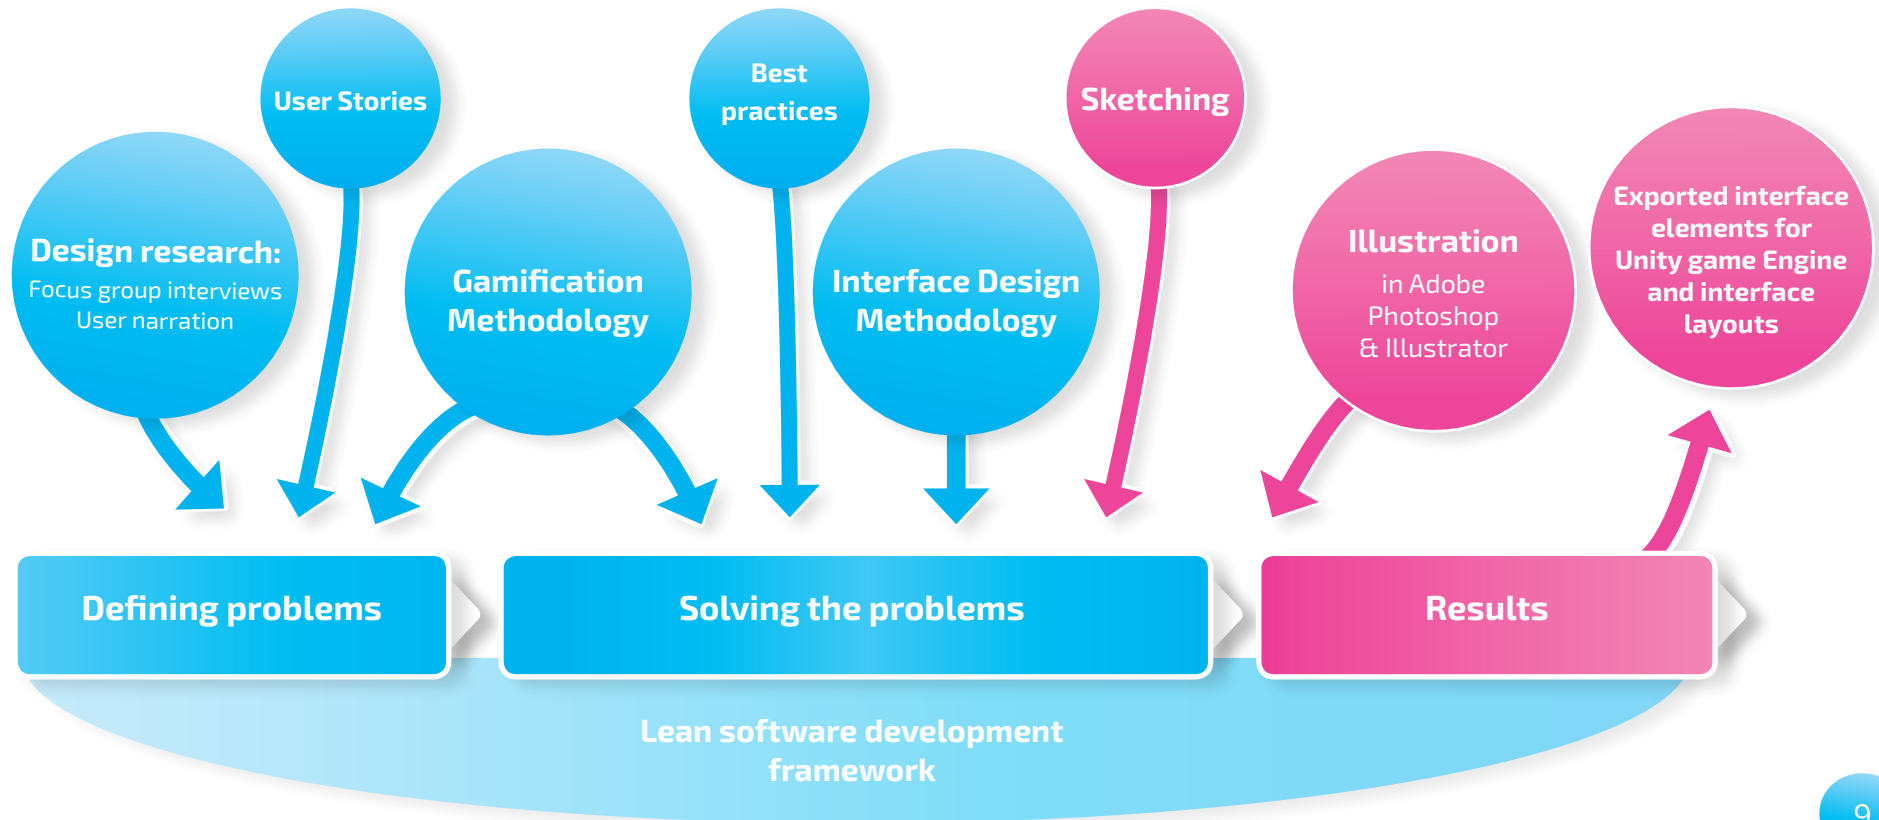 User Stories
Best
practices
Sketching
Design research:
Focus group interviews
User narration
Gamification
Methodology
Interface Design
Methodology
Illustration
in Adobe
Photoshop
& Illustrator
Exported interface
elements for
Unity game Engine
and interface
layouts
Defining problems
Solving the problems
Results
Lean software development
framework
9